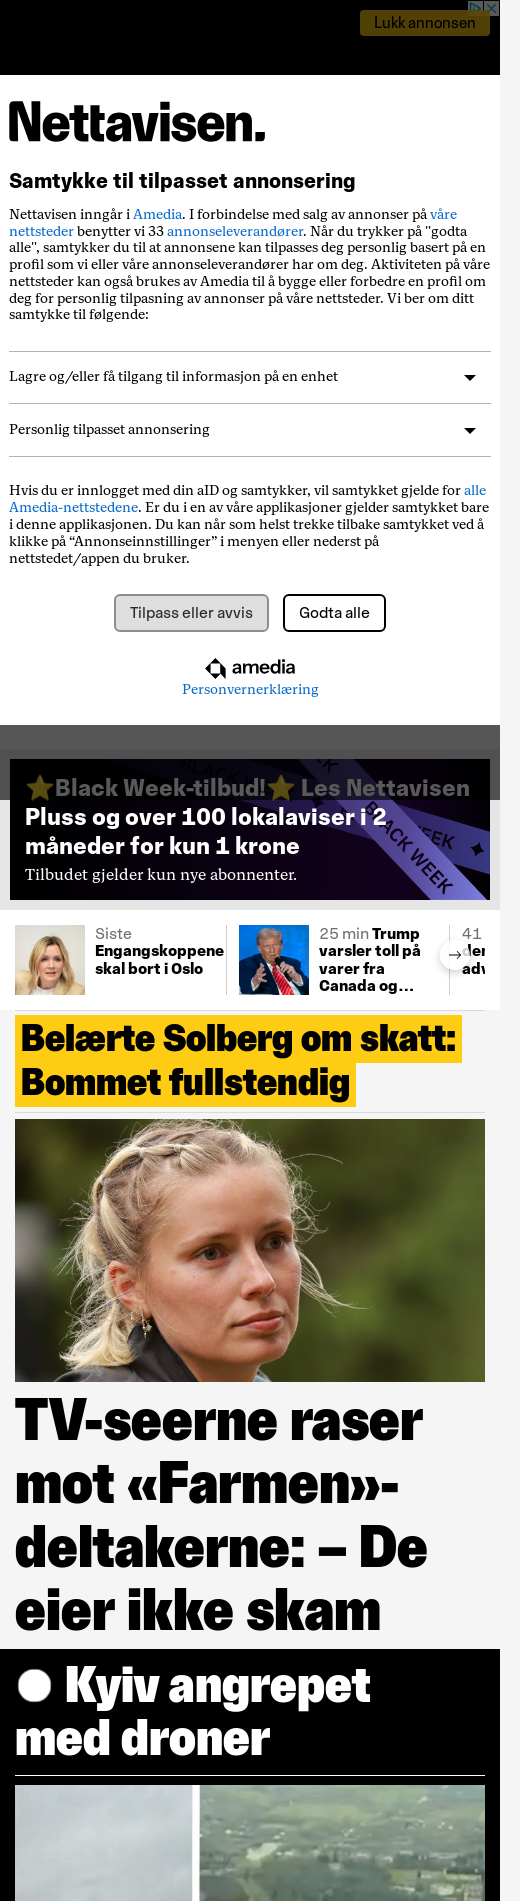 Lukk annonsen
Nettavisen.
Samtykke til tilpasset annonsering
Nettavisen inngår i Amedia. I forbindelse med salg av annonser på våre
nettsteder benytter vi 33 annonseleverandører. Når du trykker på "godta
alle", samtykker du til at annonsene kan tilpasses deg personlig basert på en
profil som vi eller våre annonseleverandører har om deg. Aktiviteten på våre
nettsteder kan også brukes av Amedia til å bygge eller forbedre en profil om
deg for personlig tilpasning av annonser på våre nettsteder. Vi ber om ditt
samtykke til følgende:
Lagre og/eller få tilgang til informasjon på en enhet
Personlig tilpasset annonsering
Hvis du er innlogget med din aID og samtykker, vil samtykket gjelde for alle
Amedia-nettstedene. Er du i en av våre applikasjoner gjelder samtykket bare
i denne applikasjonen. Du kan når som helst trekke tilbake samtykket ved å
klikke på “Annonseinnstillinger” i menyen eller nederst på
nettstedet/appen du bruker.
Tilpass eller avvis
Godta alle
amedia
Personvernerklæring
⭐Black Week-tilbud!⭐ Les Nettavisen
Pluss og over 100 lokalaviser i 2
måneder for kun 1 krone
Tilbudet gjelder kun nye abonnenter.
BLACK WEEK
Siste
Engangskoppene
skal bort i Oslo
25 min Trump
varsler toll på
varer fra
Canada og...
41
Belærte Solberg om skatt:
Bommet fullstendig
TV-seerne raser
mot «Farmen»-
deltakerne: – De
eier ikke skam
Kyiv angrepet
med droner